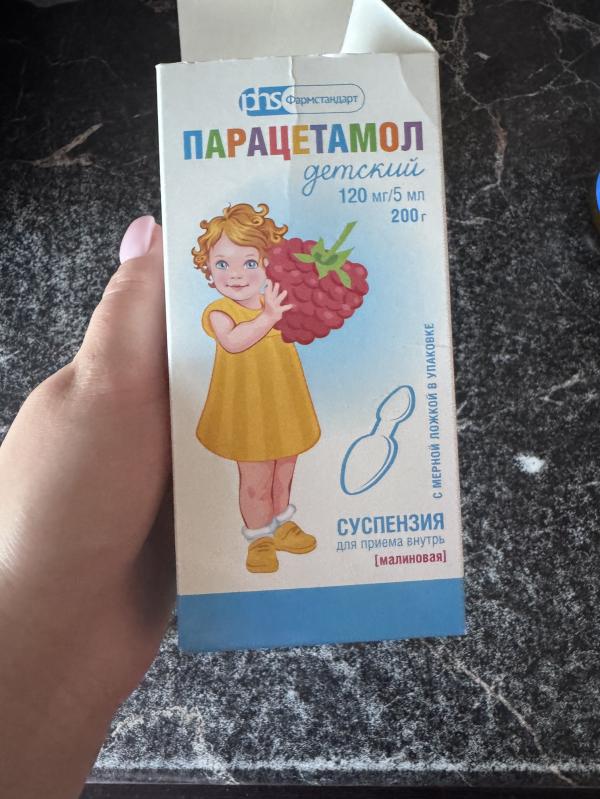 phs Фармстандарт
ПАРАЦЕТАМОЛ
детский
120 мг/5 мл
200 г
С МЕРНОЙ ЛОЖКОЙ В УПАКОВКЕ
СУСПЕНЗИЯ
для приема внутрь
[малиновая]